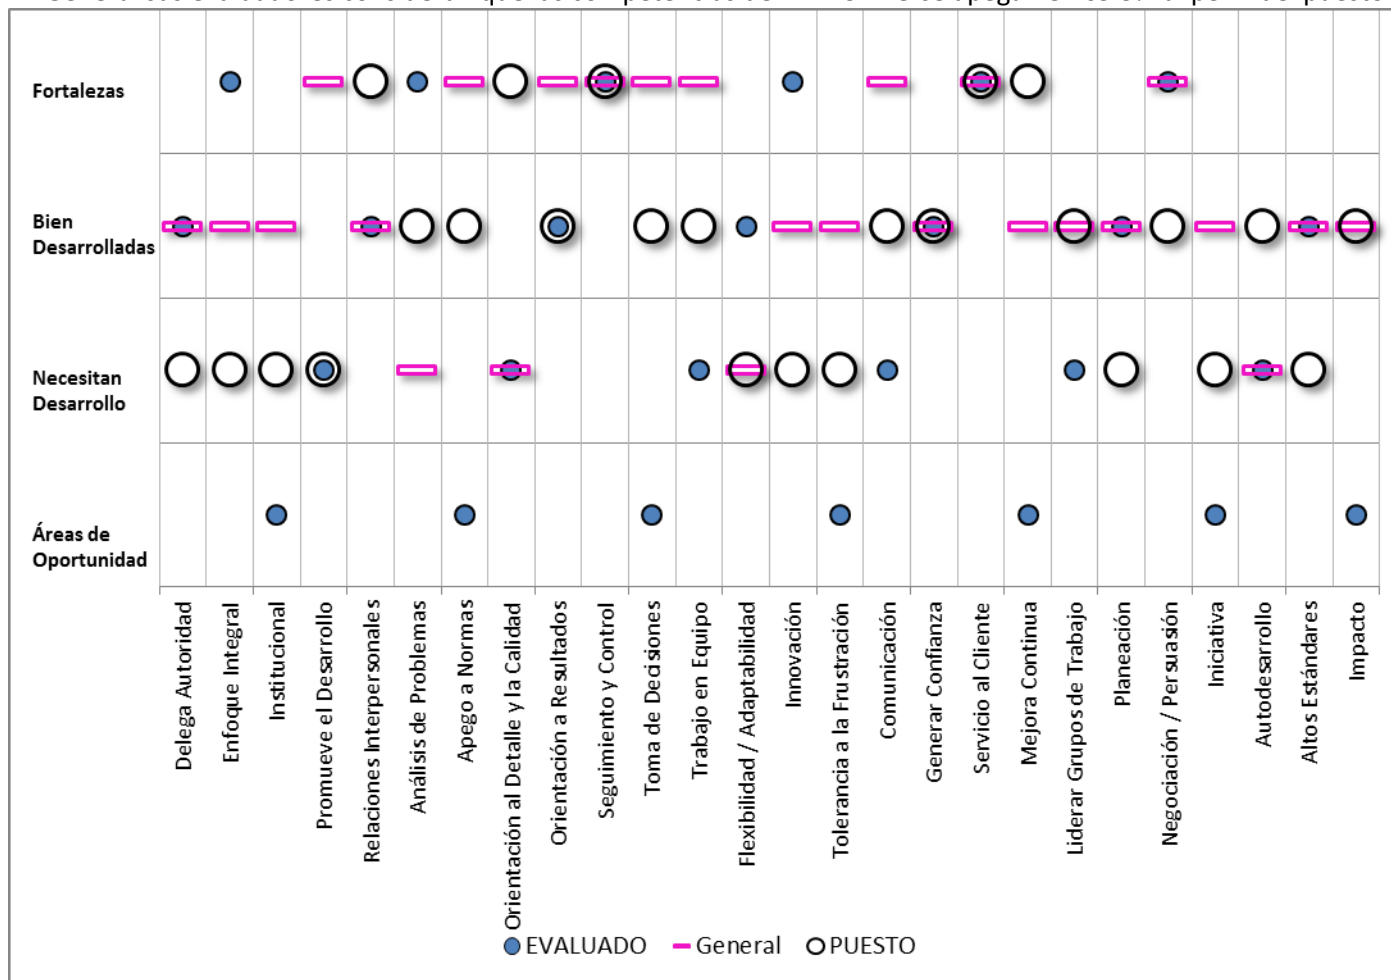 Fortalezas
Bien
Desarrolladas
Necesitan
Desarrollo
Áreas de
Oportunidad
Delega Autoridad
Enfoque Integral
Institucional
Promueve el Desarrollo
Relaciones Interpersonales
Análisis de Problemas
Apego a Normas
Orientación al Detalle y la Calidad
Orientación a Resultados
Seguimiento y Control
Toma de Decisiones
Trabajo en Equipo
Flexibilidad / Adaptabilidad
Innovación
Tolerancia a la Frustración
Comunicación
Generar Confianza
Servicio al Cliente
Mejora Continua
Liderar Grupos de Trabajo
Planeación
Negociación / Persuasión
Iniciativa
Autodesarrollo
Altos Estándares
Impacto
EVALUADO General PUESTO